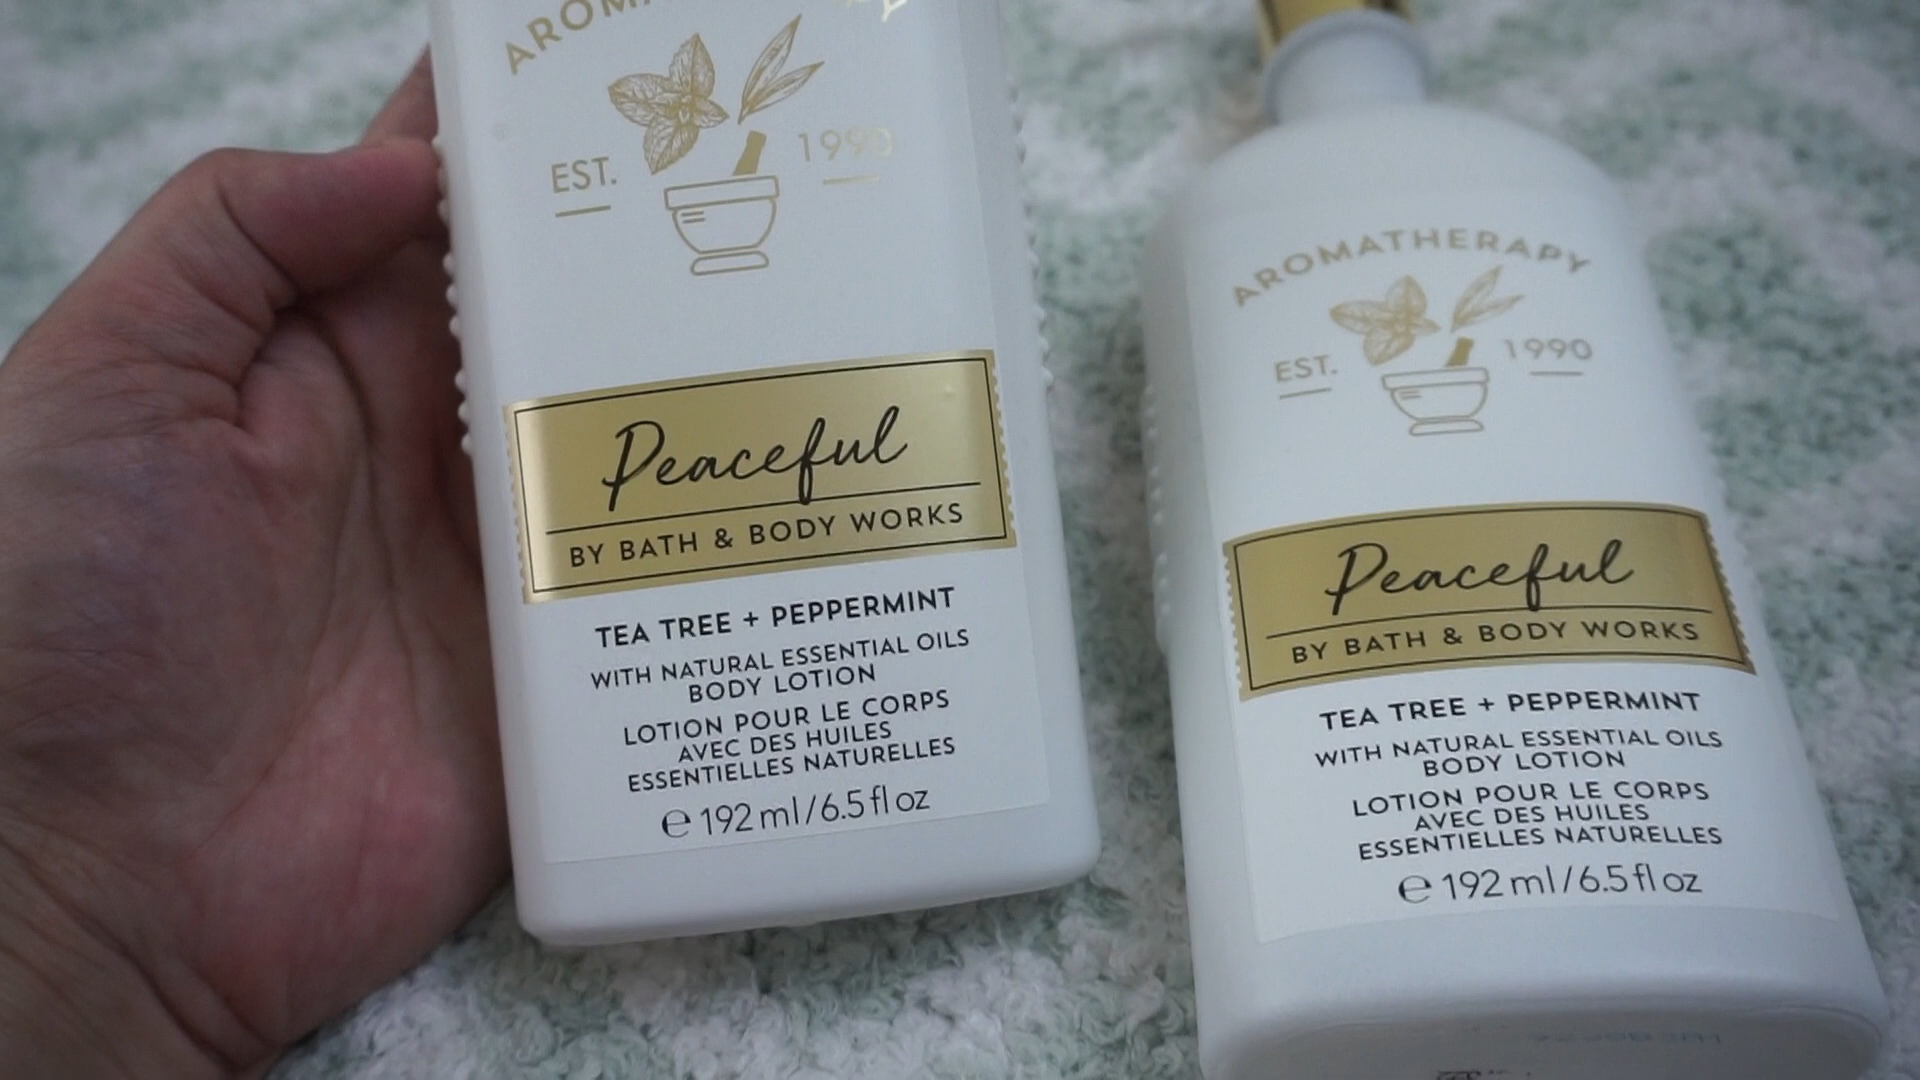 EST. 1990
Peaceful
BY BATH & BODY WORKS
TEA TREE + PEPPERMINT
WITH NATURAL ESSENTIAL OILS
BODY LOTION
LOTION POUR LE CORPS
AVEC DES HUILES
ESSENTIELLES NATURELLES
℮ 192 ml / 6.5 fl oz
AROMATHERAPY
EST. 1990
Peaceful
BY BATH & BODY WORKS
TEA TREE + PEPPERMINT
WITH NATURAL ESSENTIAL OILS
BODY LOTION
LOTION POUR LE CORPS
AVEC DES HUILES
ESSENTIELLES NATURELLES
℮ 192 ml / 6.5 fl oz